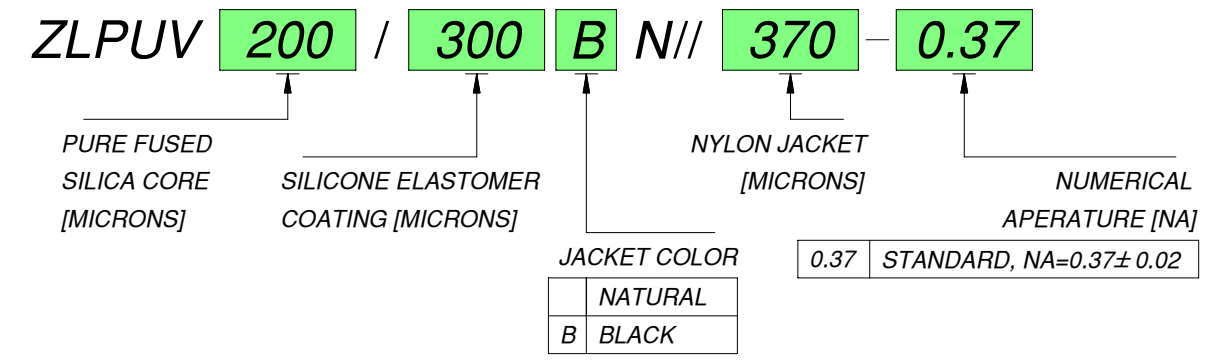 ZLPUV 200 / 300 B N// 370 – 0.37
PURE FUSED
SILICA CORE
[MICRONS]
SILICONE ELASTOMER
COATING [MICRONS]
JACKET COLOR
NATURAL
B BLACK
NYLON JACKET
[MICRONS]
NUMERICAL
APERATURE [NA]
0.37 STANDARD, NA=0.37± 0.02